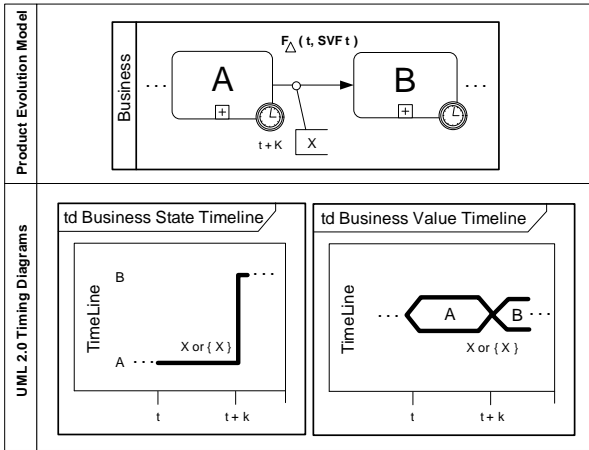 Product Evolution Model
Business
F△ ( t, SVF t )
··· A B ···
+ +
t + K X
UML 2.0 Timing Diagrams
td Business State Timeline
TimeLine
B ···
X or { X }
A ···
t t + k
td Business Value Timeline
TimeLine
··· A B ···
X or { X }
t t + k